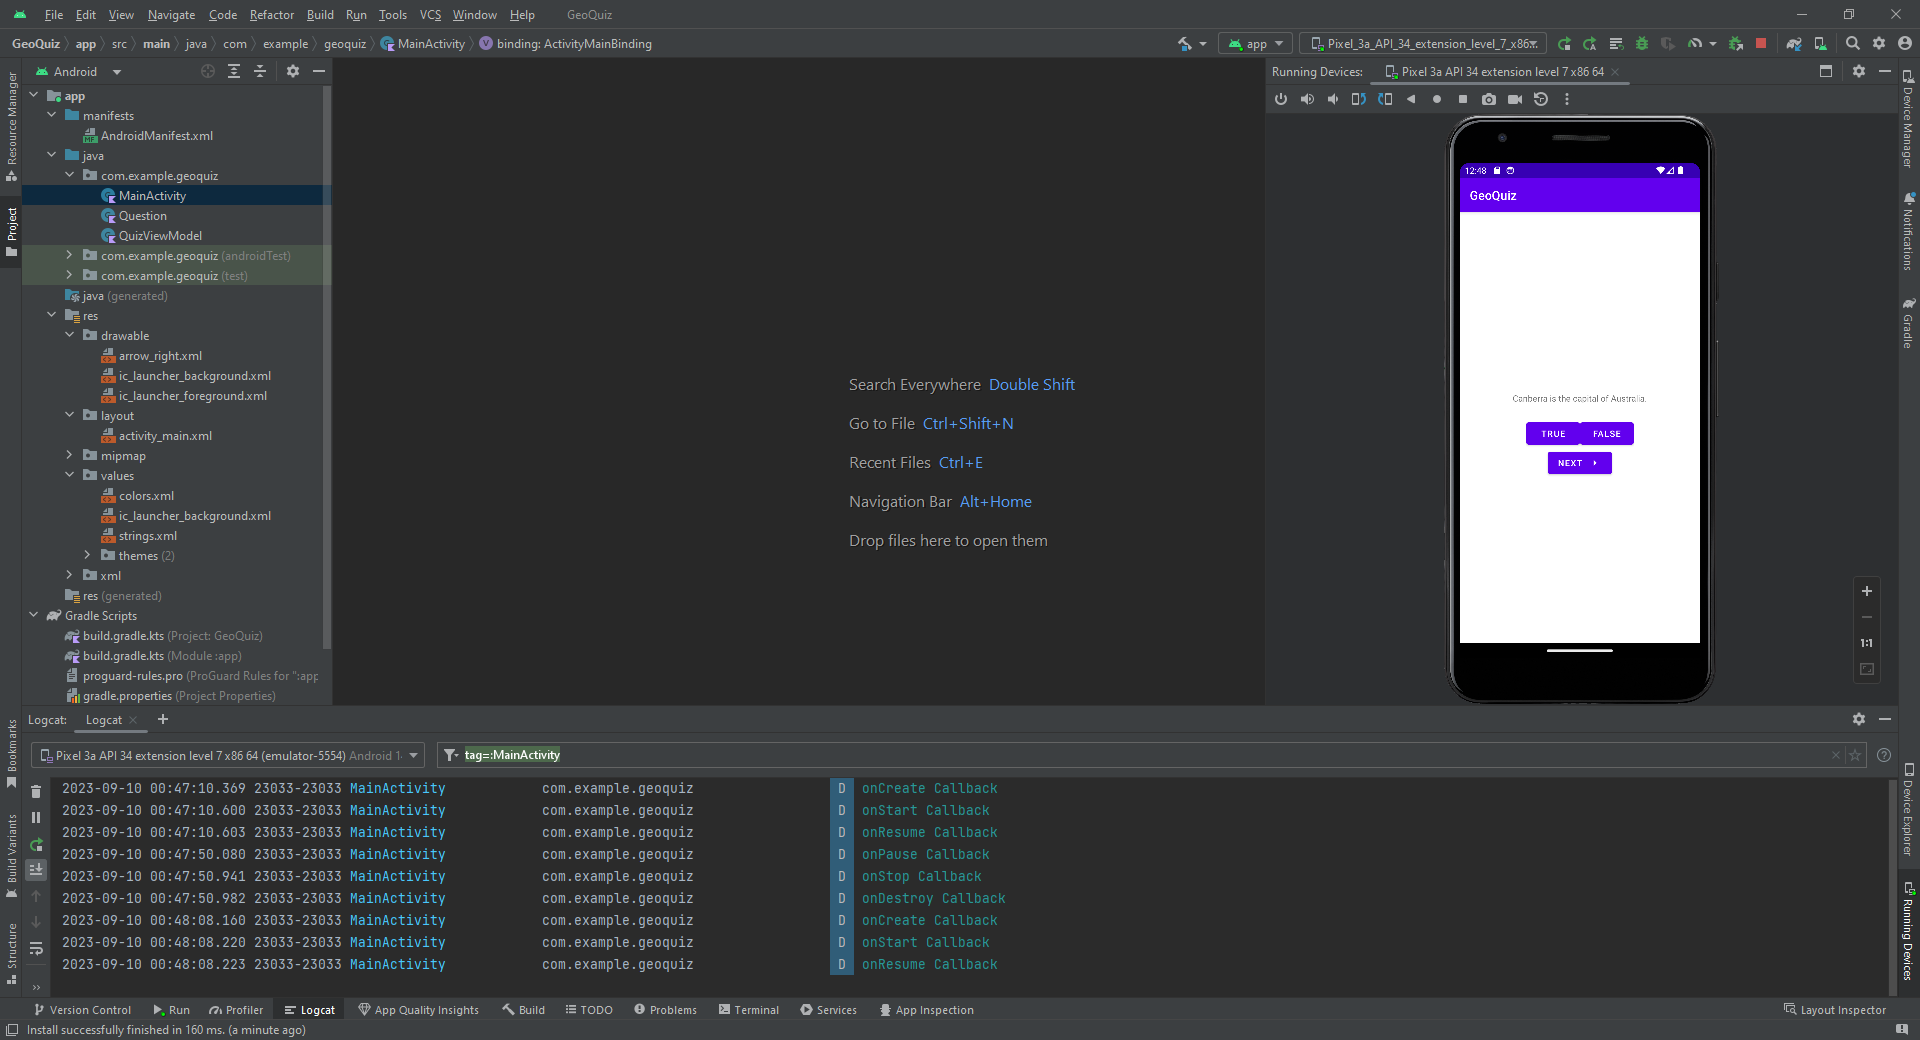 File Edit View Navigate Code Refactor Build Run Tools VCS Window Help GeoQuiz
GeoQuiz app src main java com example geoquiz MainActivity binding: ActivityMainBinding
app Pixel_3a_API_34_extension_level_7_x86
Android
Running Devices: Pixel 3a API 34 extension level 7 x86 64
Resource Manager
Project
Bookmarks
Build Variants
Structure
app
manifests
AndroidManifest.xml
java
com.example.geoquiz
MainActivity
Question
QuizViewModel
com.example.geoquiz (androidTest)
com.example.geoquiz (test)
java (generated)
res
drawable
arrow_right.xml
ic_launcher_background.xml
ic_launcher_foreground.xml
layout
activity_main.xml
mipmap
values
colors.xml
ic_launcher_background.xml
strings.xml
themes (2)
xml
res (generated)
Gradle Scripts
build.gradle.kts (Project: GeoQuiz)
build.gradle.kts (Module :app)
proguard-rules.pro (ProGuard Rules for ":app
gradle.properties (Project Properties)
Search Everywhere Double Shift
Go to File Ctrl+Shift+N
Recent Files Ctrl+E
Navigation Bar Alt+Home
Drop files here to open them
12:48
GeoQuiz
Canberra is the capital of Australia.
TRUE FALSE
NEXT
1:1
Device Manager
Notifications
Gradle
Device Explorer
Running Devices
Logcat: Logcat
Pixel 3a API 34 extension level 7 x86 64 (emulator-5554) Android 1 tag=:MainActivity
2023-09-10 00:47:10.369 23033-23033 MainActivity com.example.geoquiz D onCreate Callback
2023-09-10 00:47:10.600 23033-23033 MainActivity com.example.geoquiz D onStart Callback
2023-09-10 00:47:10.603 23033-23033 MainActivity com.example.geoquiz D onResume Callback
2023-09-10 00:47:50.080 23033-23033 MainActivity com.example.geoquiz D onPause Callback
2023-09-10 00:47:50.941 23033-23033 MainActivity com.example.geoquiz D onStop Callback
2023-09-10 00:47:50.982 23033-23033 MainActivity com.example.geoquiz D onDestroy Callback
2023-09-10 00:48:08.160 23033-23033 MainActivity com.example.geoquiz D onCreate Callback
2023-09-10 00:48:08.220 23033-23033 MainActivity com.example.geoquiz D onStart Callback
2023-09-10 00:48:08.223 23033-23033 MainActivity com.example.geoquiz D onResume Callback
Version Control Run Profiler Logcat App Quality Insights Build TODO Problems Terminal Services App Inspection Layout Inspector
Install successfully finished in 160 ms. (a minute ago)